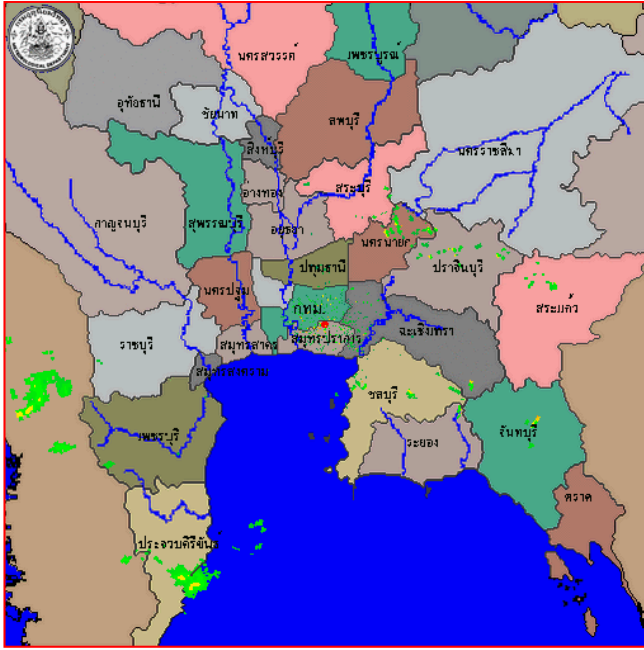 นครสวรรค์
เพชรบูรณ์
อุทัยธานี
ชัยนาท
ลพบุรี
สิงห์บุรี
นครราชสีมา
อ่างทอง
สระบุรี
กาญจนบุรี
สุพรรณบุรี
อยุธยา
นครนายก
ปทุมธานี
ปราจีนบุรี
นครปฐม
กทม.
สระแก้ว
ราชบุรี
สมุทรสาคร
สมุทรปราการ
ฉะเชิงเทรา
สมุทรสงคราม
ชลบุรี
เพชรบุรี
ระยอง
จันทบุรี
ตราด
ประจวบคีรีขันธ์